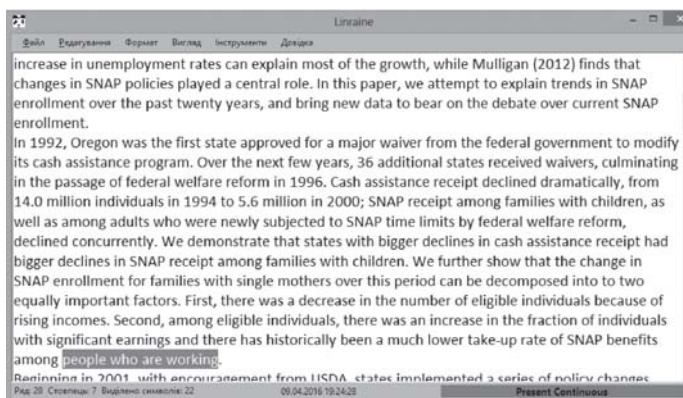 Linraine
Файл Редагування Формат Вигляд Інструменти Довідка
increase in unemployment rates can explain most of the growth, while Mulligan (2012) finds that
changes in SNAP policies played a central role. In this paper, we attempt to explain trends in SNAP
enrollment over the past twenty years, and bring new data to bear on the debate over current SNAP
enrollment.
In 1992, Oregon was the first state approved for a major waiver from the federal government to modify
its cash assistance program. Over the next few years, 36 additional states received waivers, culminating
in the passage of federal welfare reform in 1996. Cash assistance receipt declined dramatically, from
14.0 million individuals in 1994 to 5.6 million in 2000; SNAP receipt among families with children, as
well as among adults who were newly subjected to SNAP time limits by federal welfare reform,
declined concurrently. We demonstrate that states with bigger declines in cash assistance receipt had
bigger declines in SNAP receipt among families with children. We further show that the change in
SNAP enrollment for families with single mothers over this period can be decomposed into to two
equally important factors. First, there was a decrease in the number of eligible individuals because of
rising incomes. Second, among eligible individuals, there was an increase in the fraction of individuals
with significant earnings and there has historically been a much lower take-up rate of SNAP benefits
among people who are working.
Beginning in 2001, with encouragement from USDA, states implemented a series of policy changes
Ряд: 20 Стовпець: 7 Виділено символів: 22 09.04.2016 19:24:28 Present Continuous